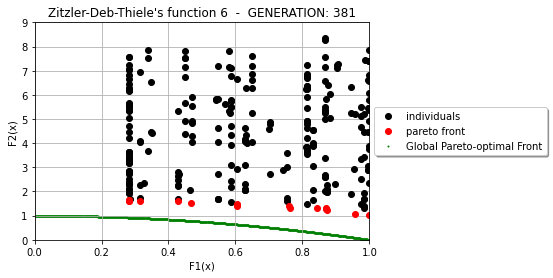 Zitzler-Deb-Thiele's function 6 - GENERATION: 381
9
8
7
6
5
4
3
2
1
0
F2(x)
0.0 0.2 0.4 0.6 0.8 1.0
F1(x)
individuals
pareto front
Global Pareto-optimal Front